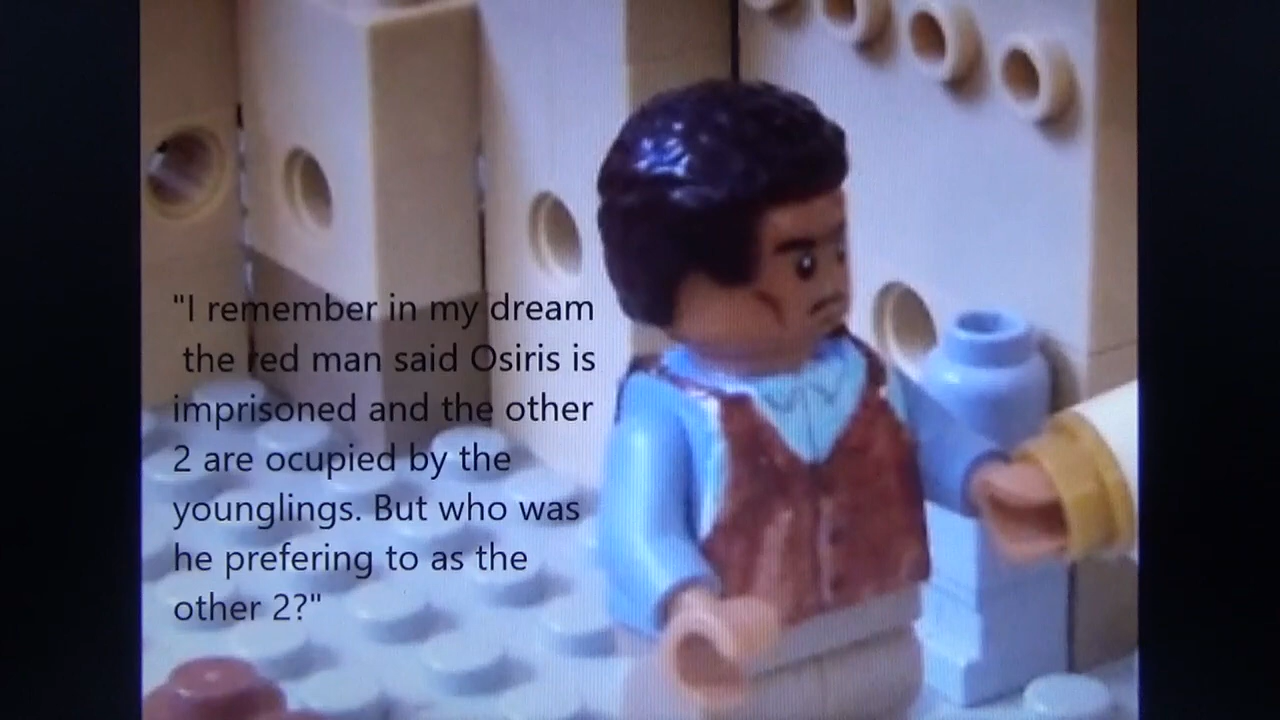 "I remember in my dream
the red man said Osiris is
imprisoned and the other
2 are ocupied by the
younglings. But who was
he prefering to as the
other 2?"